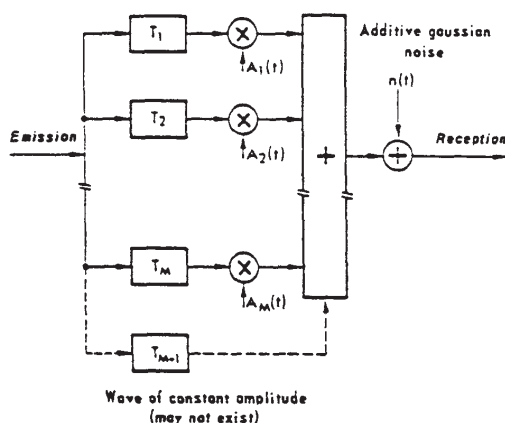 T1
A1(t)
Additive gaussian
noise
n(t)
T2
A2(t)
Emission
Reception
+
TM
AM(t)
TM+1
Wave of constant amplitude
(may not exist)